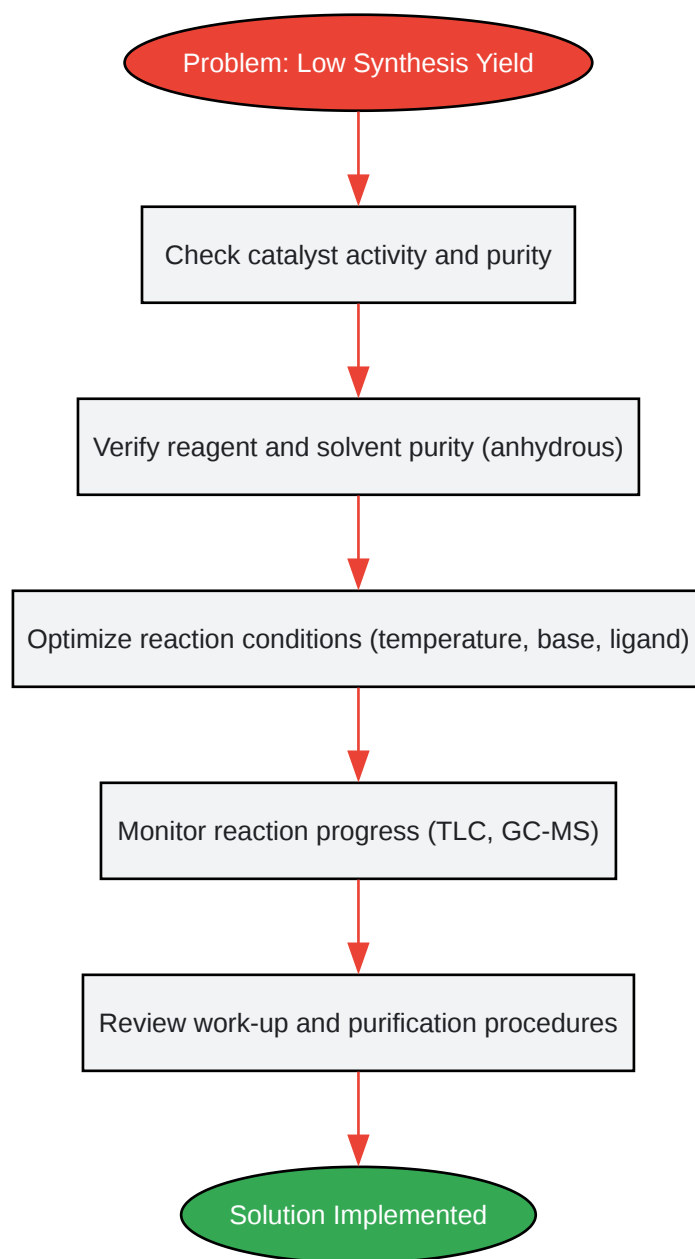 Problem: Low Synthesis Yield
Check catalyst activity and purity
Verify reagent and solvent purity (anhydrous)
Optimize reaction conditions (temperature, base, ligand)
Monitor reaction progress (TLC, GC-MS)
Review work-up and purification procedures
Solution Implemented